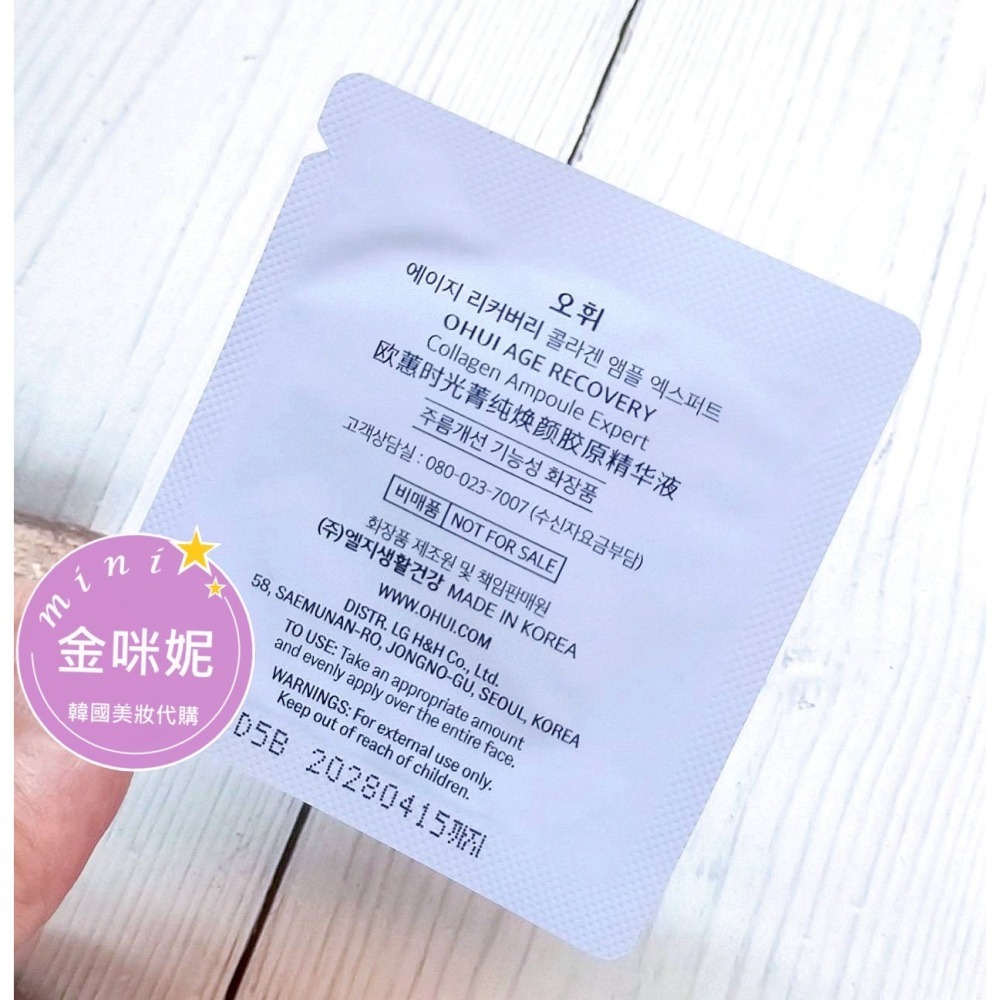 오휘
에이지 리커버리 콜라겐 앰플 엑스퍼트
OHUI AGE RECOVERY
Collagen Ampoule Expert
欧蕙时光菁纯焕颜胶原精华液
주름개선 기능성 화장품
고객상담실 : 080-023-7007 (수신자요금부담)
비매품 NOT FOR SALE
화장품 제조원 및 책임판매원
(주)엘지생활건강 MADE IN KOREA
WWW.OHUI.COM
DISTR. LG H&H Co., Ltd.
58, SAEMUNAN-RO, JONGNO-GU, SEOUL, KOREA
TO USE: Take an appropriate amount
and evenly apply over the entire face.
WARNINGS: For external use only.
Keep out of reach of children.
D5B 20280415까지
mini
金咪妮
韓國美妝代購